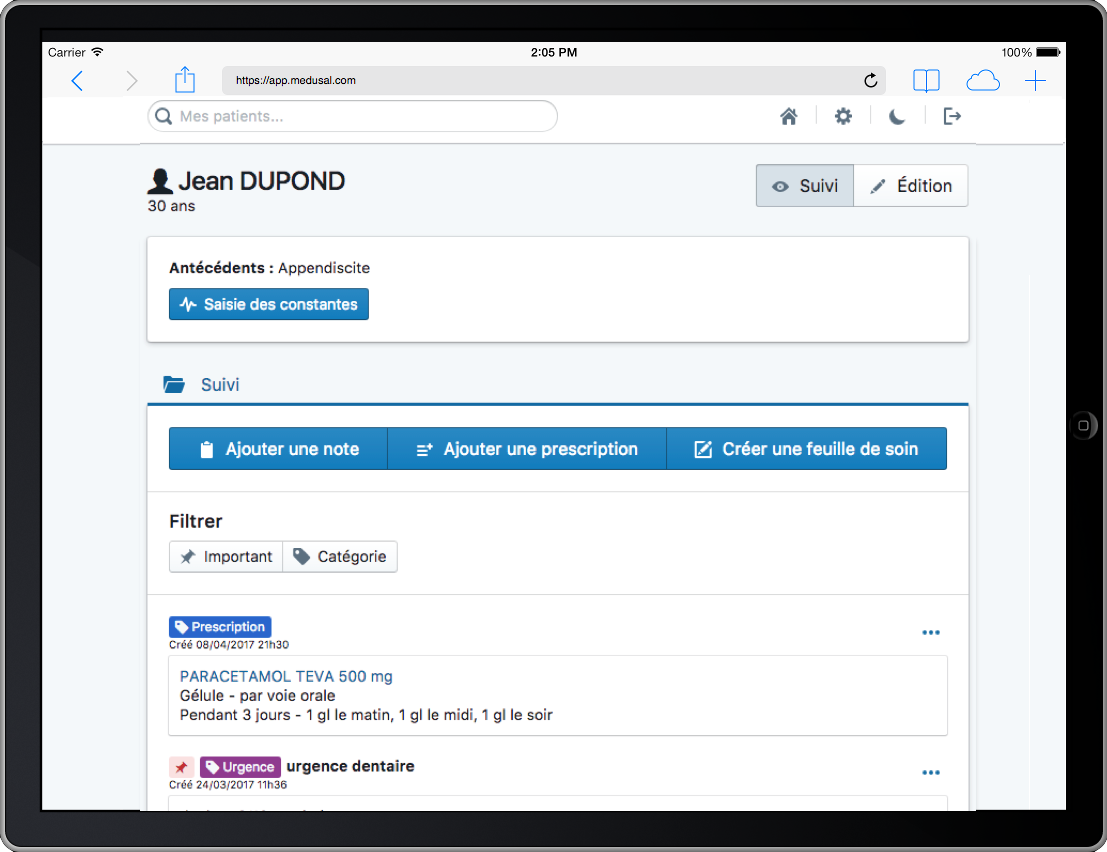 Carrier 2:05 PM 100%
https://app.medusal.com
Mes patients...
Jean DUPOND
30 ans
Suivi Édition
Antécédents : Appendiscite
Saisie des constantes
Suivi
Ajouter une note Ajouter une prescription Créer une feuille de soin
Filtrer
Important Catégorie
Prescription
Créé 08/04/2017 21h30
PARACETAMOL TEVA 500 mg
Gélule - par voie orale
Pendant 3 jours - 1 gl le matin, 1 gl le midi, 1 gl le soir
Urgence urgence dentaire
Créé 24/03/2017 11h36